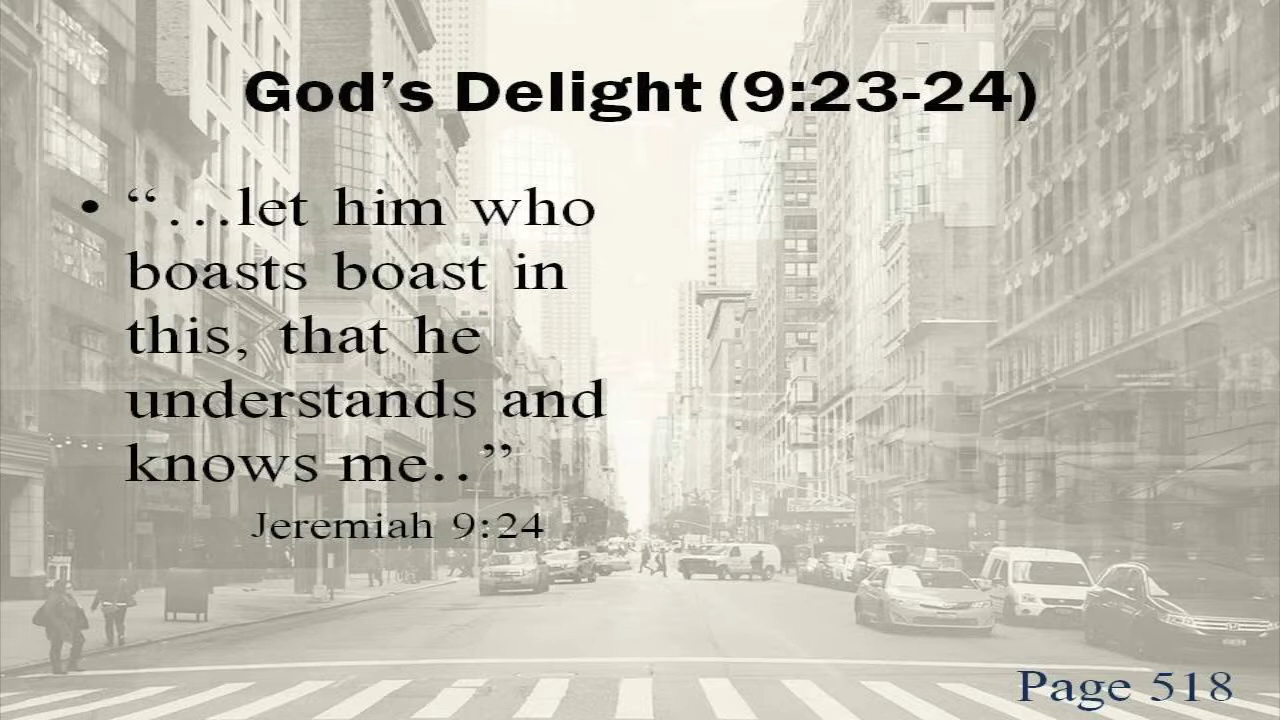 God’s Delight (9:23-24)
• “…let him who
boasts boast in
this, that he
understands and
knows me..”
Jeremiah 9:24
Page 518